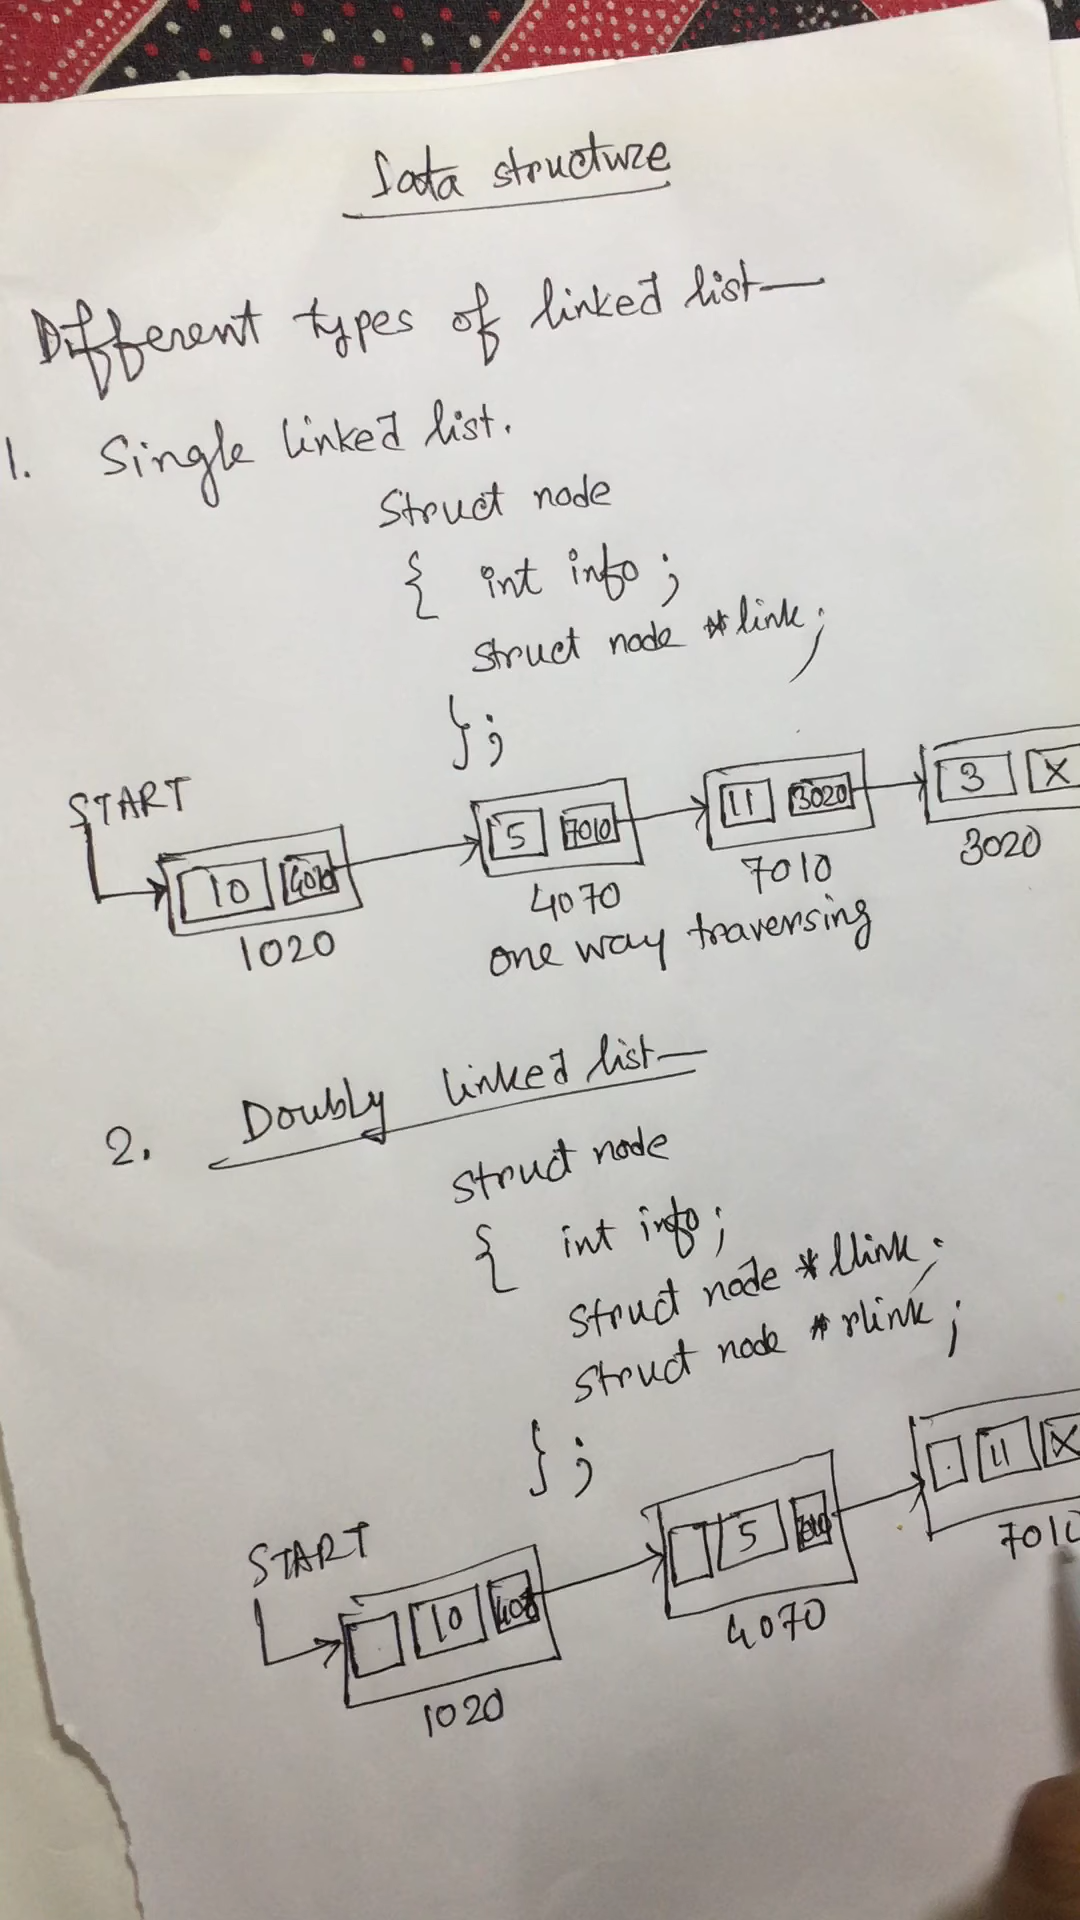 Data structure
Different types of linked list—
1. Single linked list.
Struct node
{ int info;
struct node *link;
};
START
10
5 7010
11 3020
3 X
1020
4070
7010
3020
one way traversing
2. Doubly linked list—
struct node
{ int info;
struct node *llink;
struct node *rlink;
};
START
10
5
11 X
1020
4070
7010